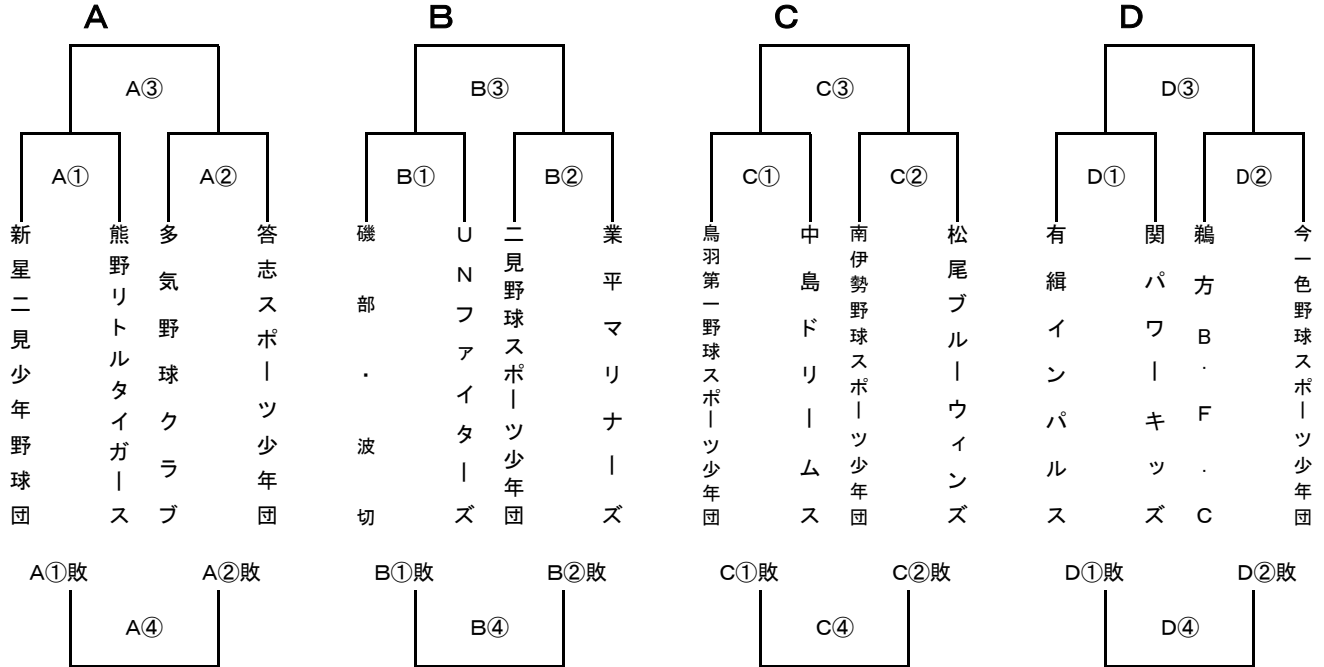 A
B
C
D
A③
B③
C③
D③
A①
A②
B①
B②
C①
C②
D①
D②
新星二見少年野球団
熊野リトルタイガース
多気野球クラブ
答志スポーツ少年団
磯部・波切
UNファイターズ
二見野球スポーツ少年団
業平マリナーズ
鳥羽第一野球スポーツ少年団
中島ドリームス
南伊勢野球スポーツ少年団
松尾ブルーウィンズ
有緝インパルス
関パワーキッズ
鵜方B.F.C
今一色野球スポーツ少年団
A①敗
A②敗
B①敗
B②敗
C①敗
C②敗
D①敗
D②敗
A④
B④
C④
D④